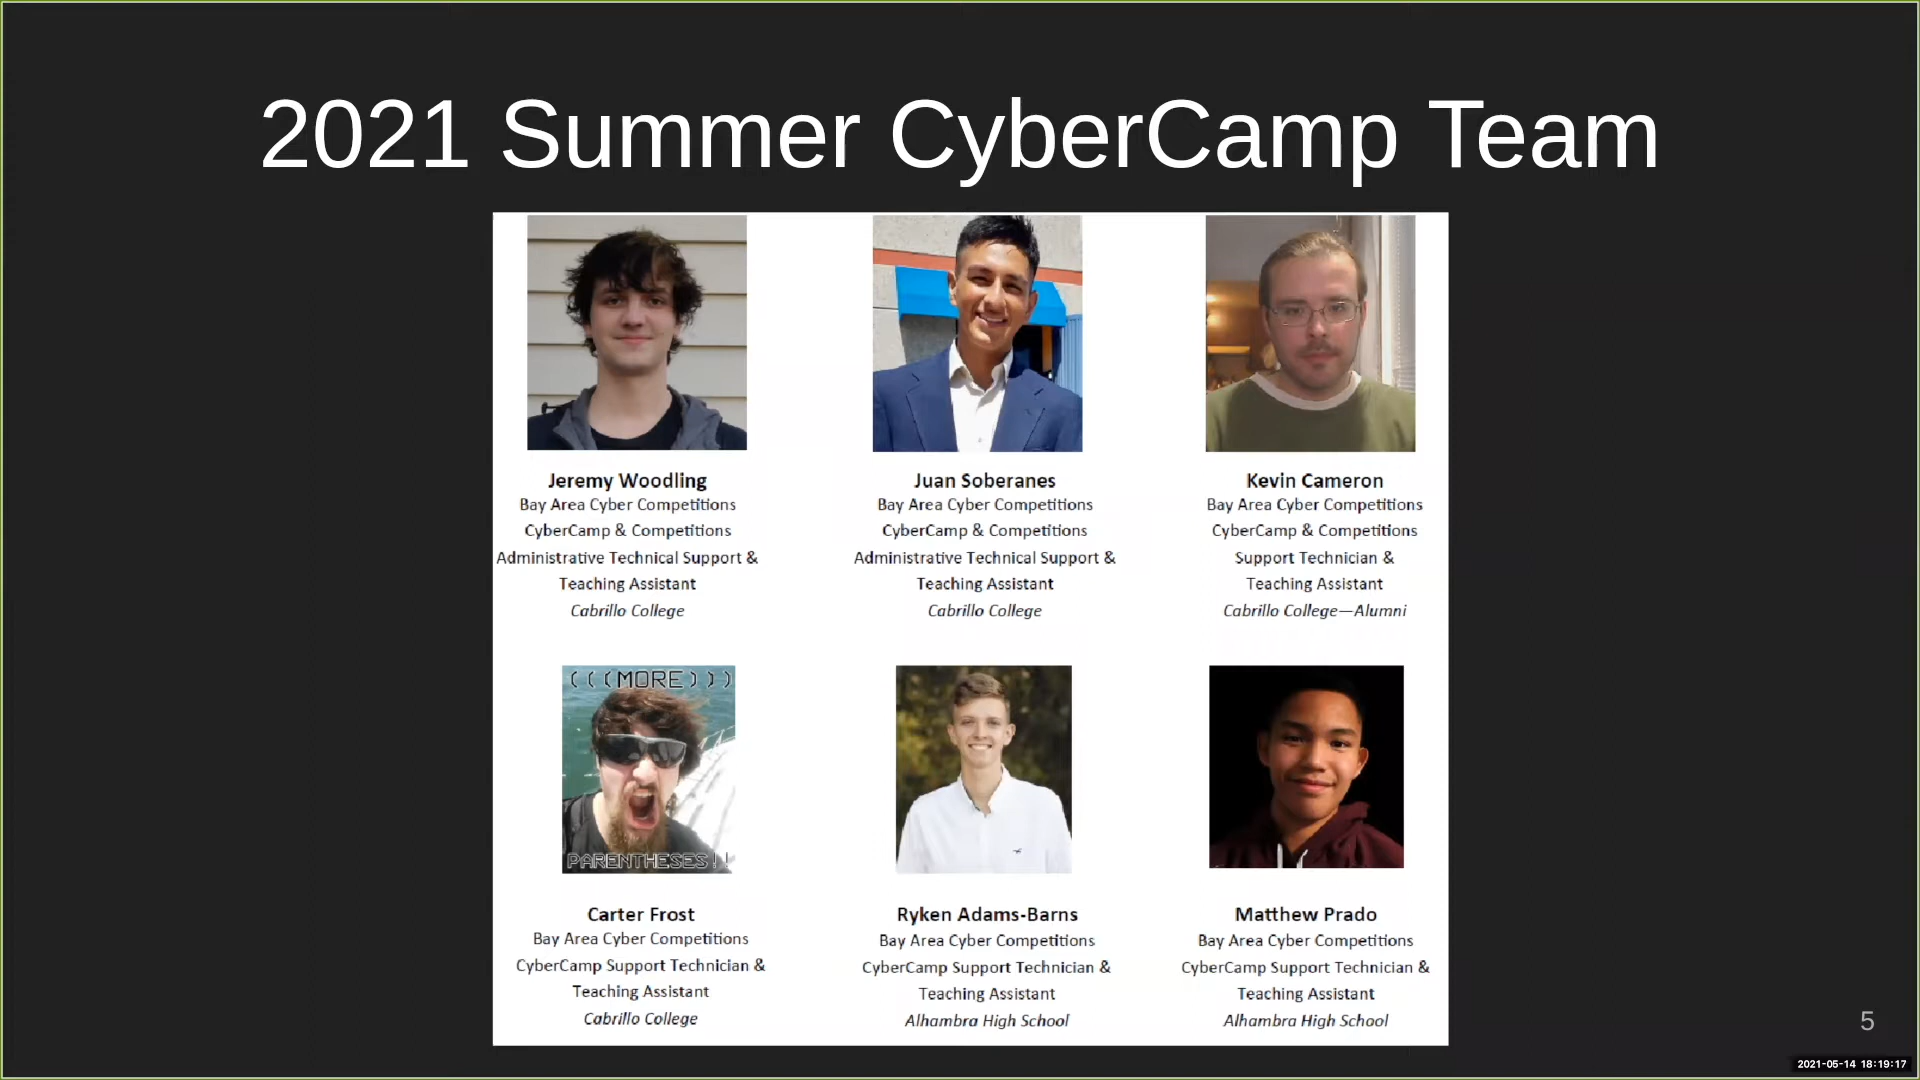 2021 Summer CyberCamp Team
Jeremy Woodling
Bay Area Cyber Competitions
CyberCamp & Competitions
Administrative Technical Support &
Teaching Assistant
Cabrillo College
Juan Soberanes
Bay Area Cyber Competitions
CyberCamp & Competitions
Administrative Technical Support &
Teaching Assistant
Cabrillo College
Kevin Cameron
Bay Area Cyber Competitions
CyberCamp & Competitions
Support Technician &
Teaching Assistant
Cabrillo College—Alumni
(((MORE)))
PARENTHESES!!
Carter Frost
Bay Area Cyber Competitions
CyberCamp Support Technician &
Teaching Assistant
Cabrillo College
Ryken Adams-Barns
Bay Area Cyber Competitions
CyberCamp Support Technician &
Teaching Assistant
Alhambra High School
Matthew Prado
Bay Area Cyber Competitions
CyberCamp Support Technician &
Teaching Assistant
Alhambra High School
5
2021-05-14 18:19:17